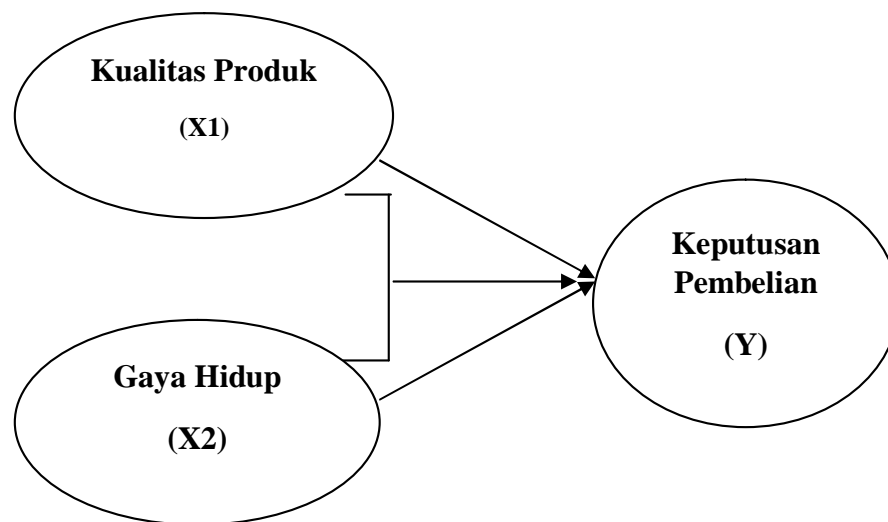 Kualitas Produk
(X1)
Keputusan
Pembelian
(Y)
Gaya Hidup
(X2)